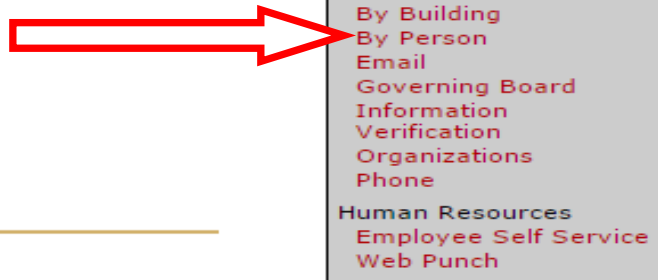 By Building
By Person
Email
Governing Board
Information
Verification
Organizations
Phone
Human Resources
Employee Self Service
Web Punch